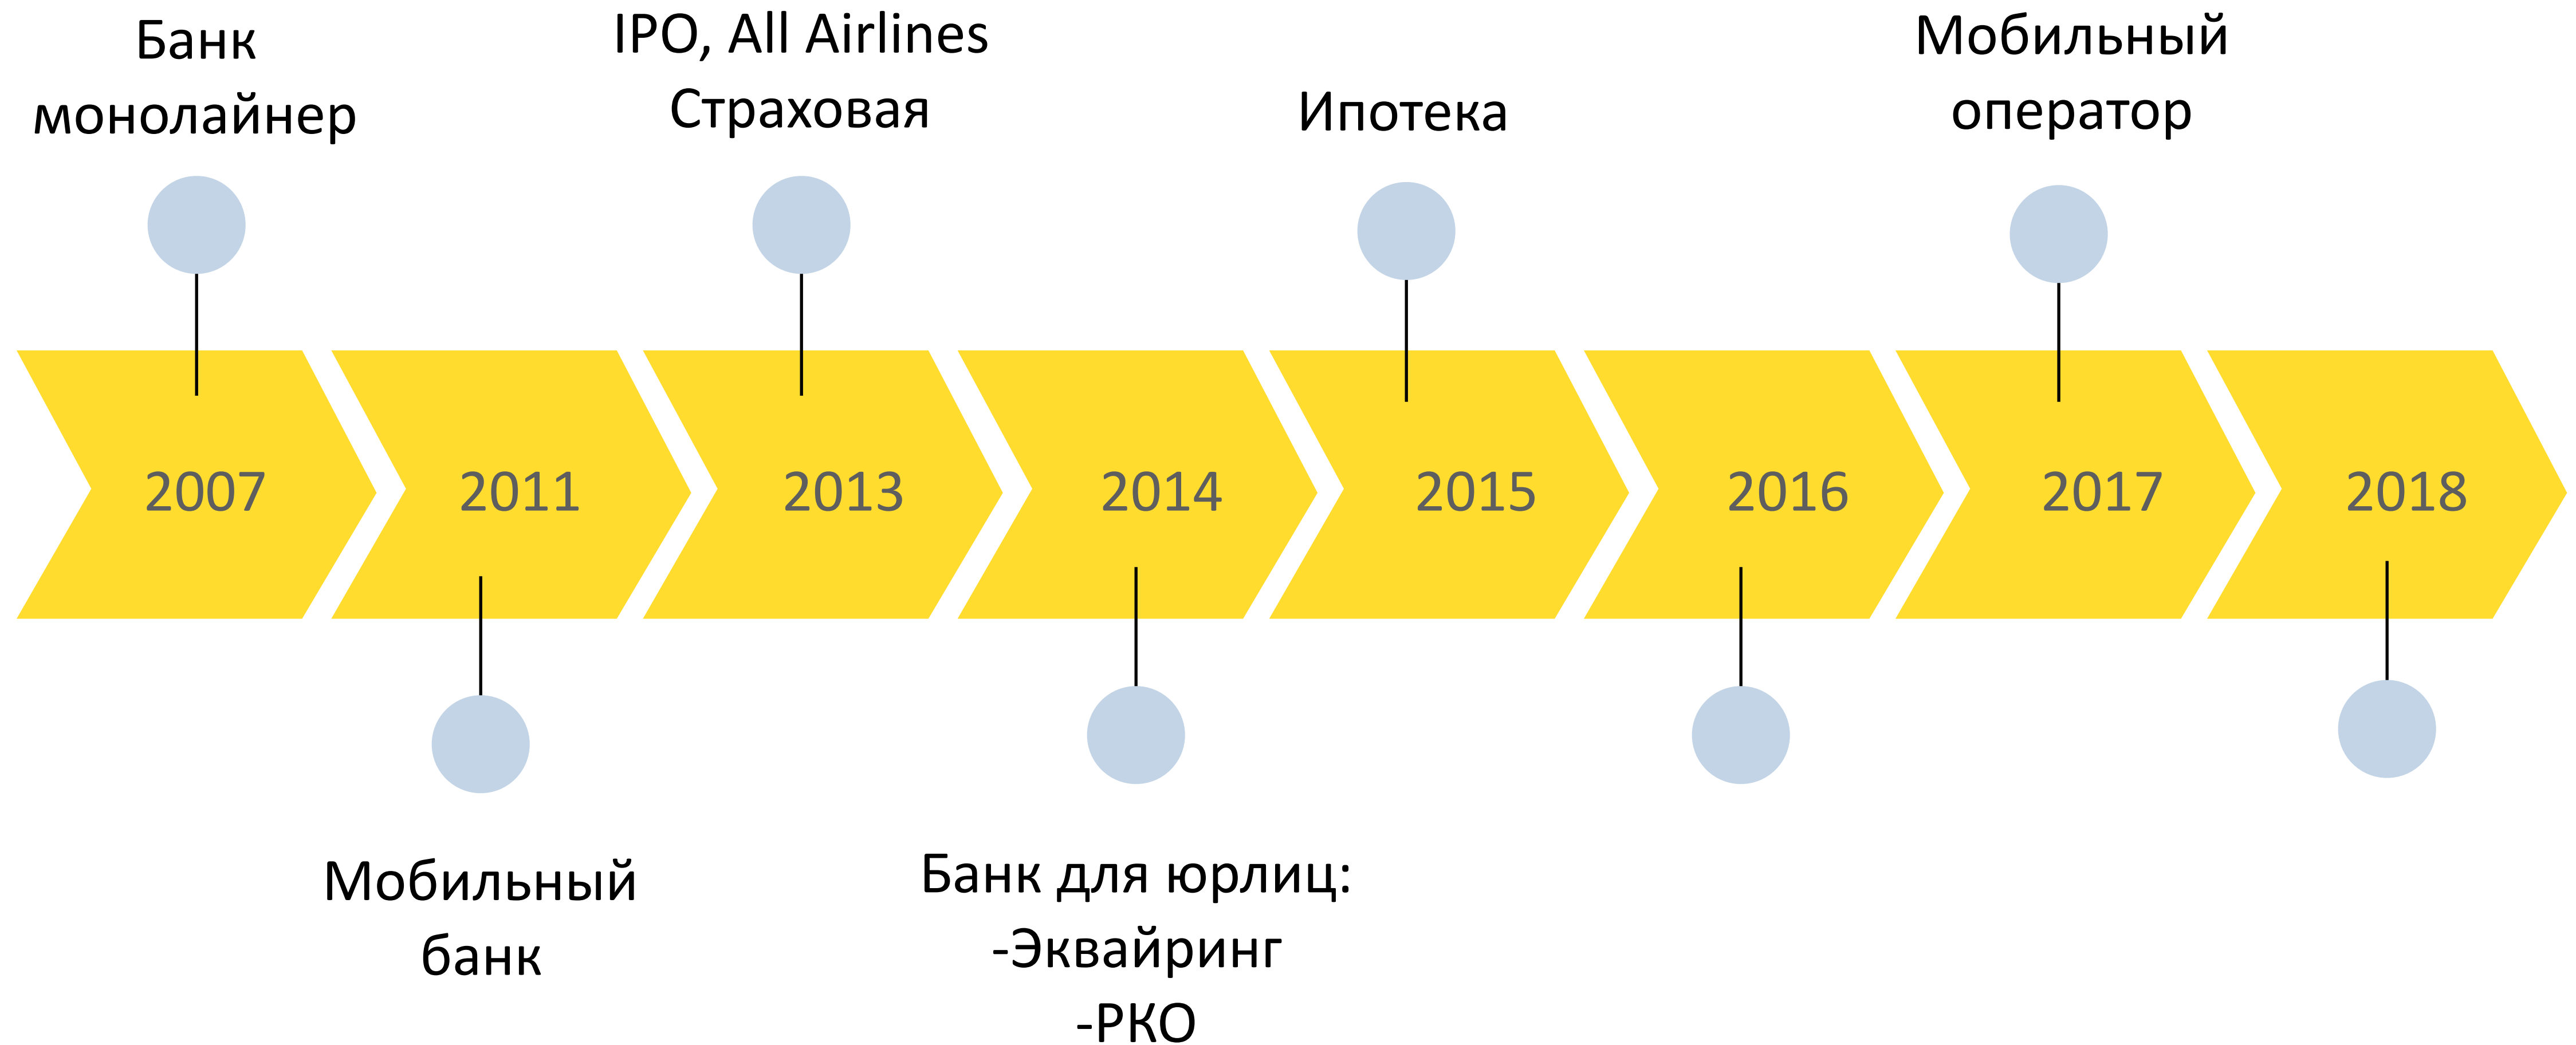 Банк
монолайнер
IPO, All Airlines
Страховая
Ипотека
Мобильный
оператор
2007
2011
2013
2014
2015
2016
2017
2018
Мобильный
банк
Банк для юрлиц:
-Эквайринг
-РКО